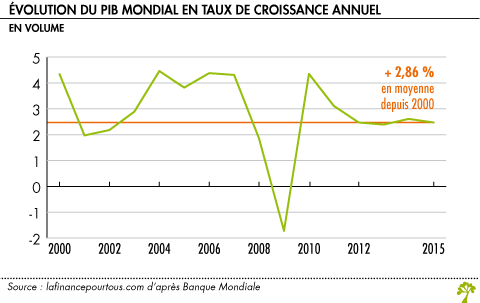 ÉVOLUTION DU PIB MONDIAL EN TAUX DE CROISSANCE ANNUEL
EN VOLUME
5
4
3
2
1
0
-1
-2
+ 2,86 %
en moyenne
depuis 2000
2000 2002 2004 2006 2008 2010 2012 2015
Source : lafinancepourtous.com d'après Banque Mondiale